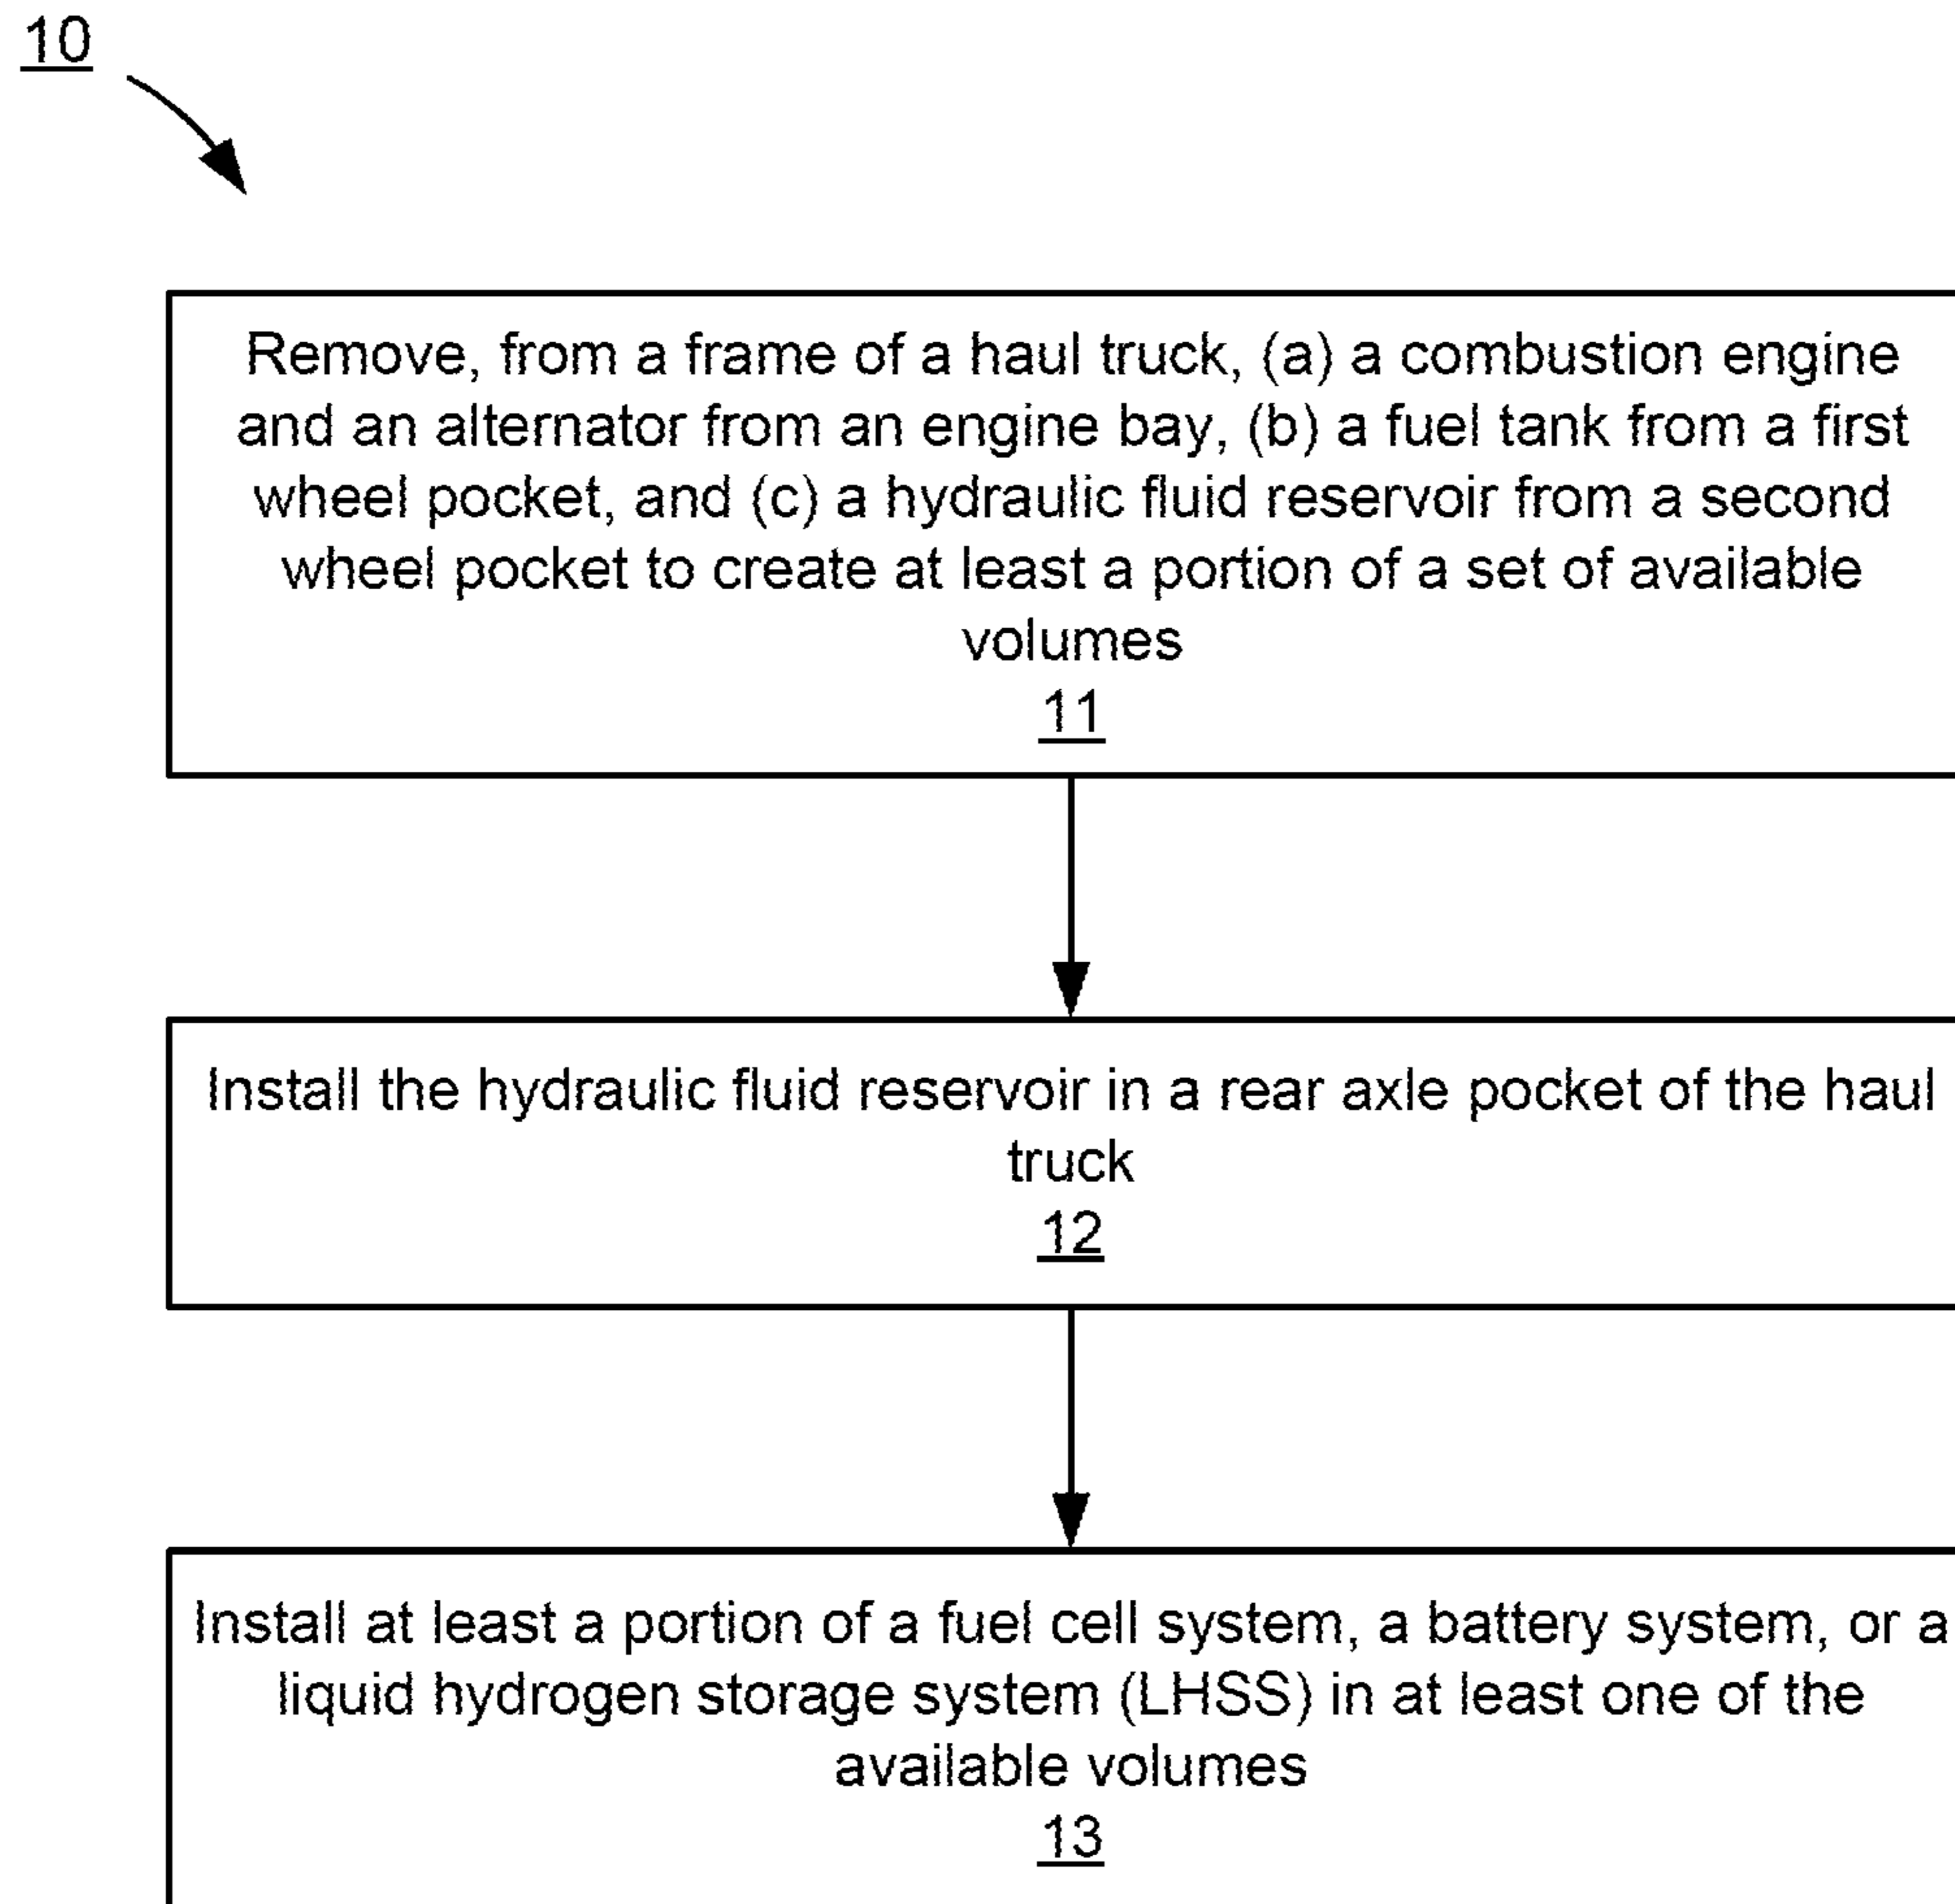 10
Remove, from a frame of a haul truck, (a) a combustion engine
and an alternator from an engine bay, (b) a fuel tank from a first
wheel pocket, and (c) a hydraulic fluid reservoir from a second
wheel pocket to create at least a portion of a set of available
volumes
11
Install the hydraulic fluid reservoir in a rear axle pocket of the haul
truck
12
Install at least a portion of a fuel cell system, a battery system, or a
liquid hydrogen storage system (LHSS) in at least one of the
available volumes
13